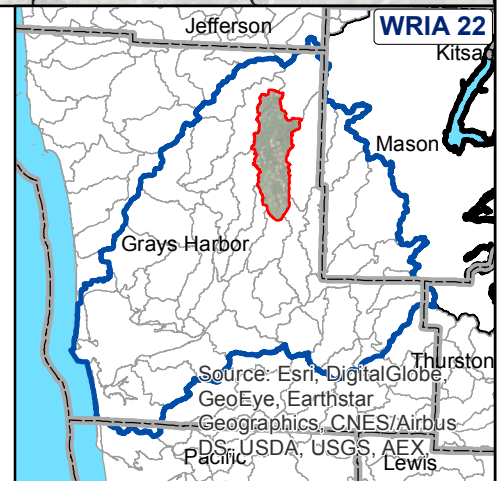 Jefferson
WRIA 22
Kitsap
Mason
Grays Harbor
Thurston
Source: Esri, DigitalGlobe,
GeoEye, Earthstar
Geographics, CNES/Airbus
DS, USDA, USGS, AEX,
Pacific
Lewis